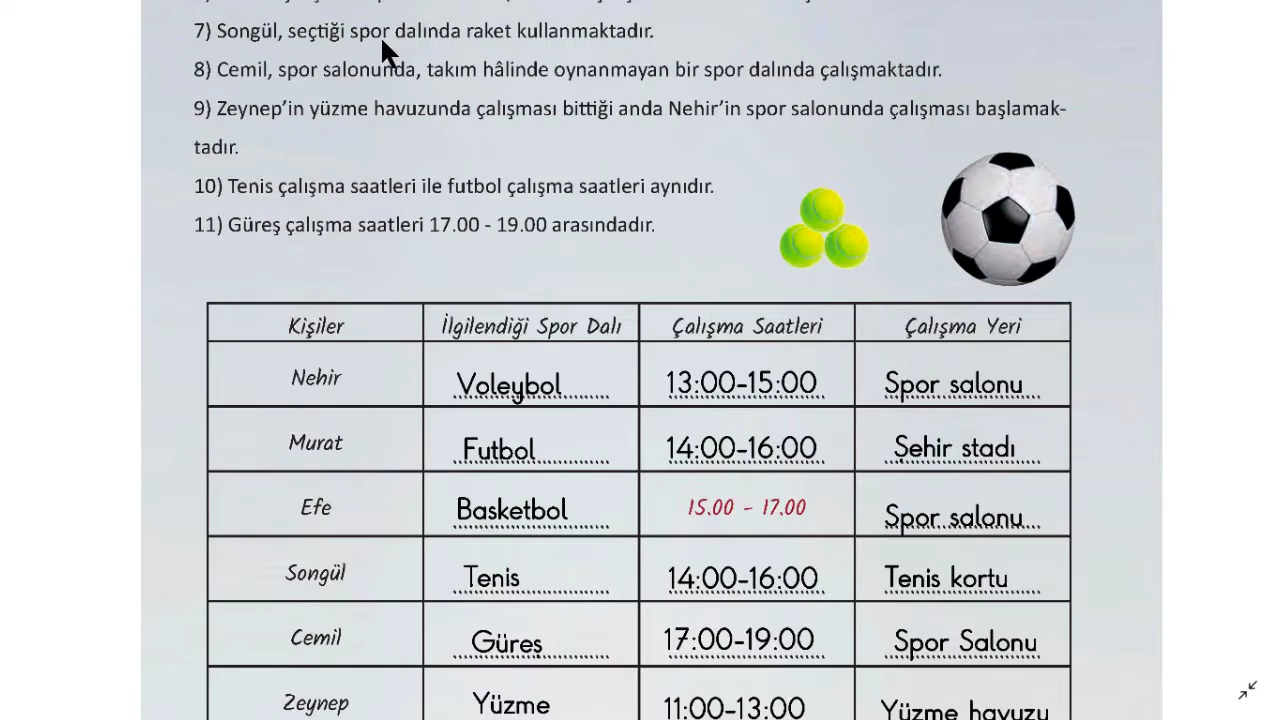 7) Songül, seçtiği spor dalında raket kullanmaktadır.
8) Cemil, spor salonunda, takım hâlinde oynanmayan bir spor dalında çalışmaktadır.
9) Zeynep’in yüzme havuzunda çalışması bittiği anda Nehir’in spor salonunda çalışması başlamak-
tadır.
10) Tenis çalışma saatleri ile futbol çalışma saatleri aynıdır.
11) Güreş çalışma saatleri 17.00 - 19.00 arasındadır.
Kişiler İlgilendiği Spor Dalı Çalışma Saatleri Çalışma Yeri
Nehir Voleybol 13:00-15:00 Spor salonu
Murat Futbol 14:00-16:00 Şehir stadı
Efe Basketbol 15.00 - 17.00 Spor salonu
Songül Tenis 14:00-16:00 Tenis kortu
Cemil Güreş 17:00-19:00 Spor Salonu
Zeynep Yüzme 11:00-13:00 Yüzme havuzu